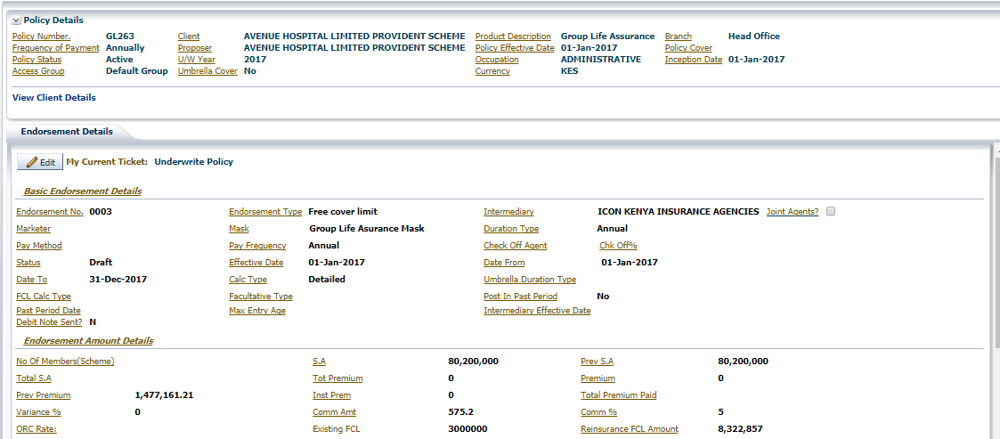 Policy Details
Policy Number. GL263 Client AVENUE HOSPITAL LIMITED PROVIDENT SCHEME Product Description Group Life Assurance Branch Head Office
Frequency of Payment Annually Proposer AVENUE HOSPITAL LIMITED PROVIDENT SCHEME Policy Effective Date 01-Jan-2017 Policy Cover
Policy Status Active U/W Year 2017 Occupation ADMINISTRATIVE Inception Date 01-Jan-2017
Access Group Default Group Umbrella Cover No Currency KES
View Client Details
Endorsement Details
Edit My Current Ticket: Underwrite Policy
Basic Endorsement Details
Endorsement No. 0003 Endorsement Type Free cover limit Intermediary ICON KENYA INSURANCE AGENCIES Joint Agents?
Marketer Mask Group Life Asurance Mask Duration Type Annual
Pay Method Pay Frequency Annual Check Off Agent Chk Off%
Status Draft Effective Date 01-Jan-2017 Date From 01-Jan-2017
Date To 31-Dec-2017 Calc Type Detailed Umbrella Duration Type
FCL Calc Type Facultative Type Post In Past Period No
Past Period Date Max Entry Age Intermediary Effective Date
Debit Note Sent? N
Endorsement Amount Details
No Of Members(Scheme) S.A 80,200,000 Prev S.A 80,200,000
Total S.A Tot Premium 0 Premium 0
Prev Premium 1,477,161.21 Inst Prem 0 Total Premium Paid
Variance % 0 Comm Amt 575.2 Comm % 5
ORC Rate: Existing FCL 3000000 Reinsurance FCL Amount 8,322,857